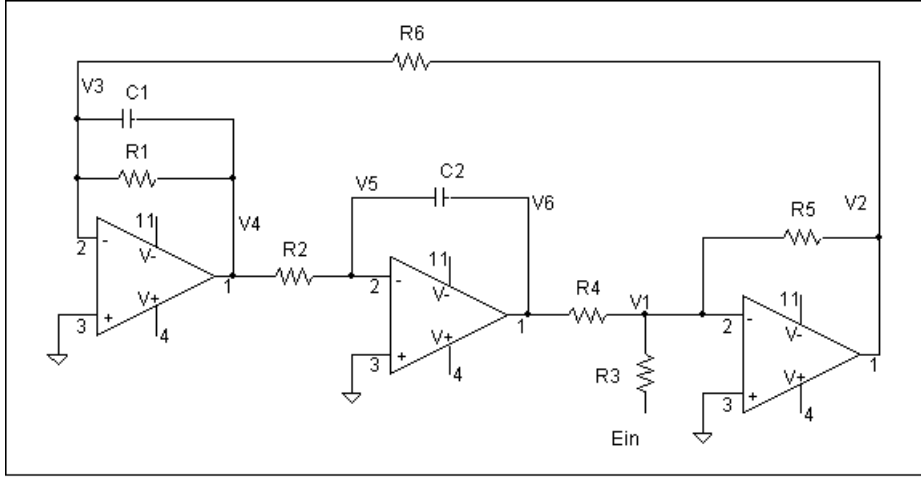 R6
V3
C1
R1
V5
C2
V6
R5
V2
11
V4
2
-
V-
R2
1
V+
3
+
4
11
2
-
V-
R4
V1
11
2
-
V-
1
V+
3
+
4
R3
1
V+
3
+
4
Ein